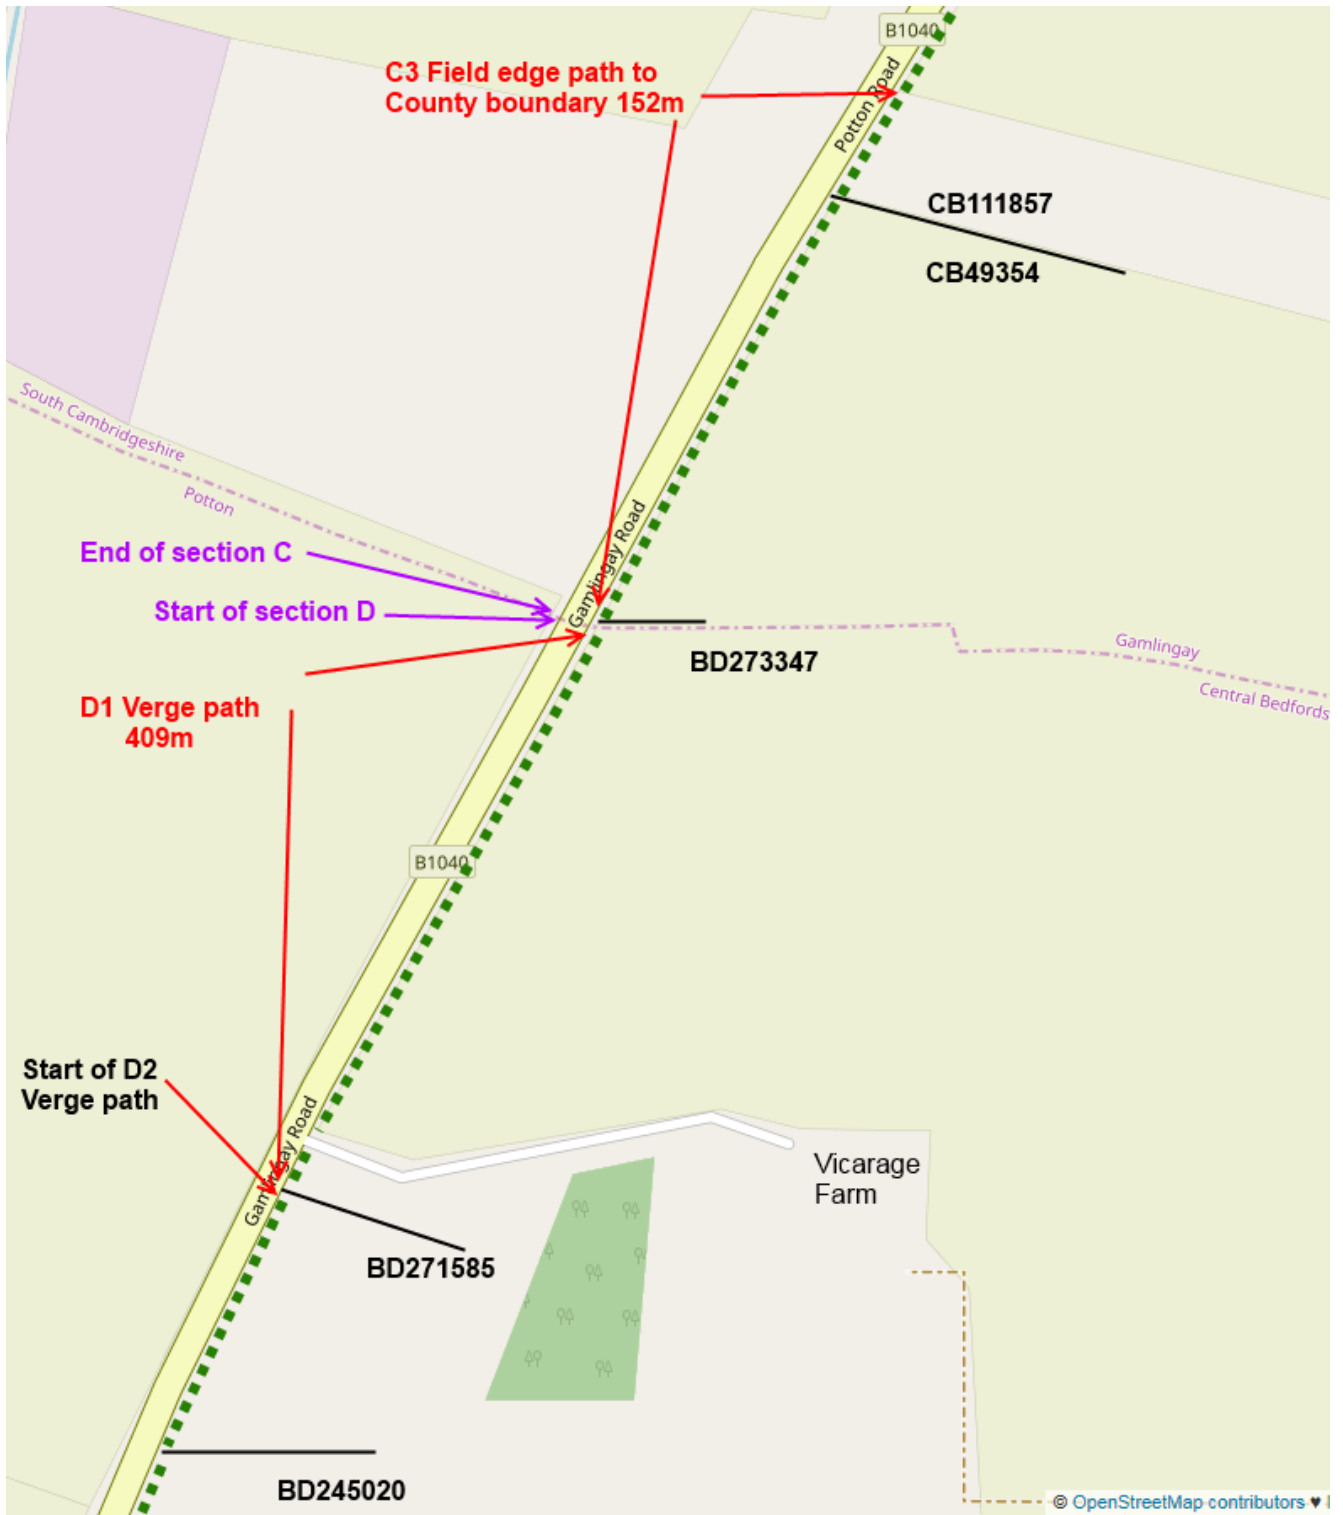 B1040
C3 Field edge path to
County boundary 152m
Potton Road
CB111857
CB49354
South Cambridgeshire
Potton
Gamlingay Road
End of section C
Start of section D
BD273347
Gamlingay
Central Bedfords
D1 Verge path
409m
B1040
Start of D2
Verge path
Gamlingay Road
Vicarage
Farm
BD271585
BD245020
© OpenStreetMap contributors ♥